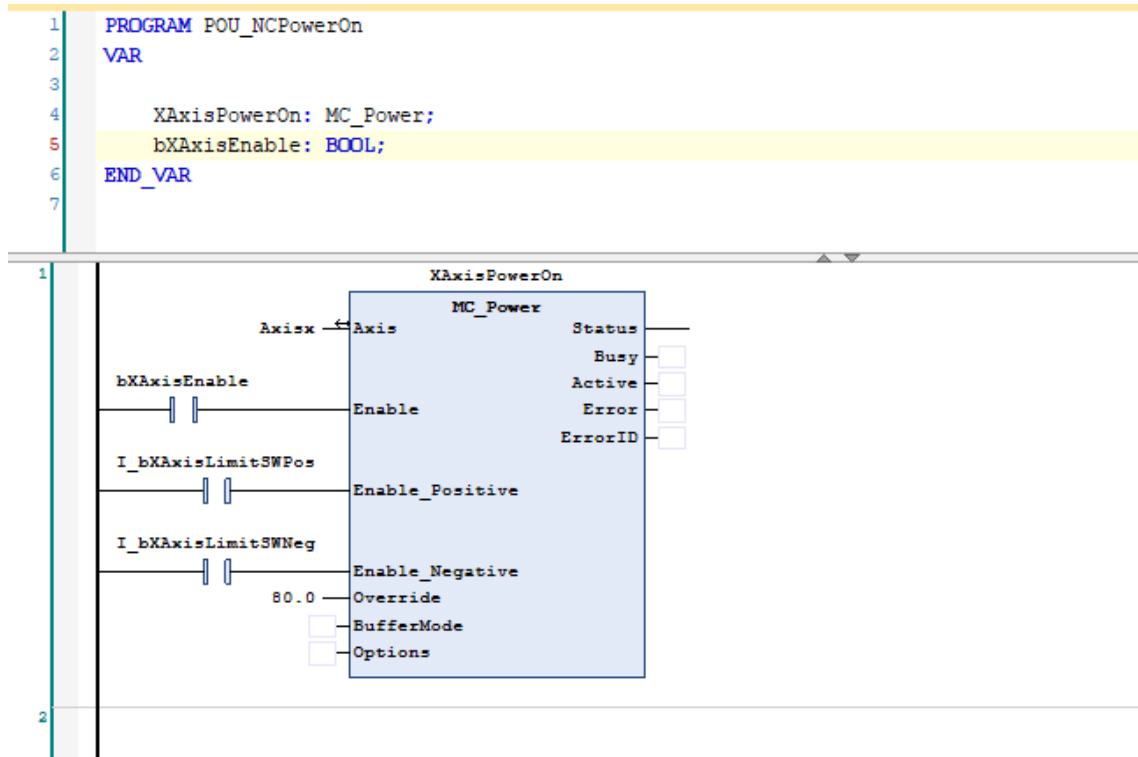 1 PROGRAM POU_NCPowerOn
2 VAR
3
4 XAxisPowerOn: MC_Power;
5 bXAxisEnable: BOOL;
6 END_VAR
7
1 XAxisPowerOn
MC_Power
Axisx Axis Status
Busy
bXAxisEnable Active
Enable Error
ErrorID
I_bXAxisLimitSWPos
Enable_Positive
I_bXAxisLimitSWNeg
Enable_Negative
80.0 Override
BufferMode
Options
2